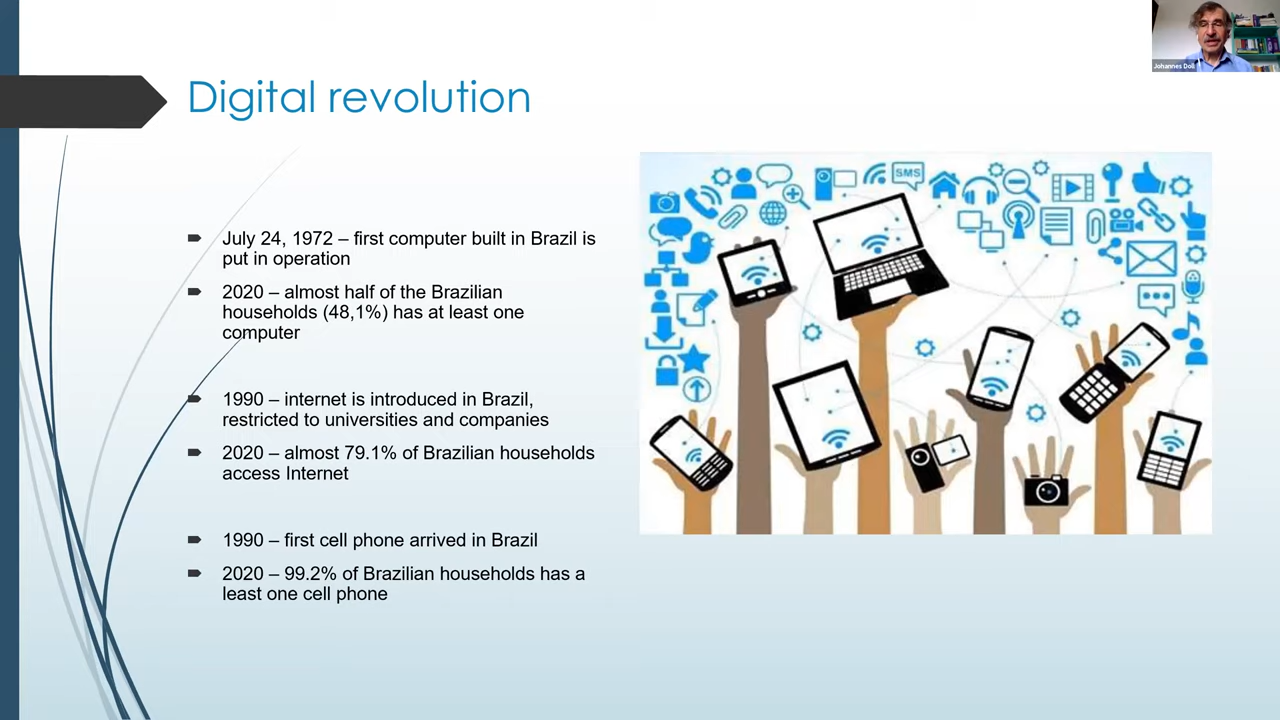 Johannes Doll
Digital revolution
SMS
July 24, 1972 – first computer built in Brazil is
put in operation
2020 – almost half of the Brazilian
households (48,1%) has at least one
computer
1990 – internet is introduced in Brazil,
restricted to universities and companies
2020 – almost 79.1% of Brazilian households
access Internet
1990 – first cell phone arrived in Brazil
2020 – 99.2% of Brazilian households has a
least one cell phone